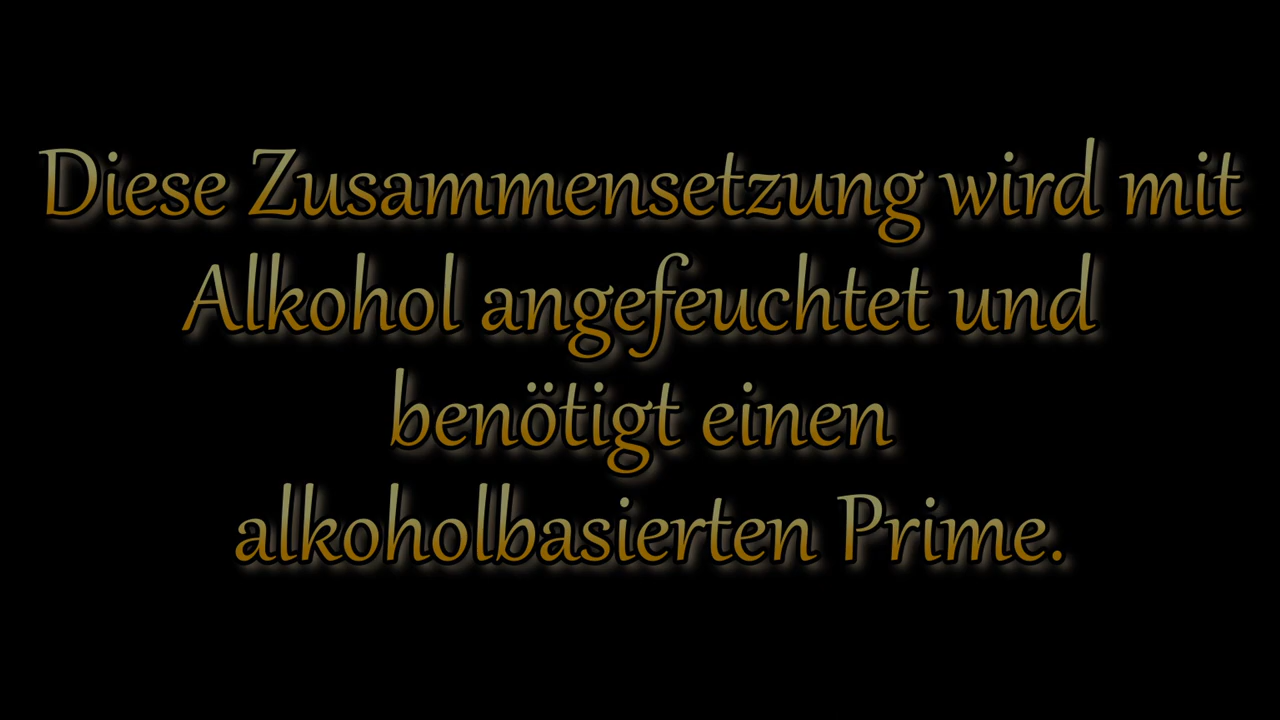 Diese Zusammensetzung wird mit
Alkohol angefeuchtet und
benötigt einen
alkoholbasierten Prime.